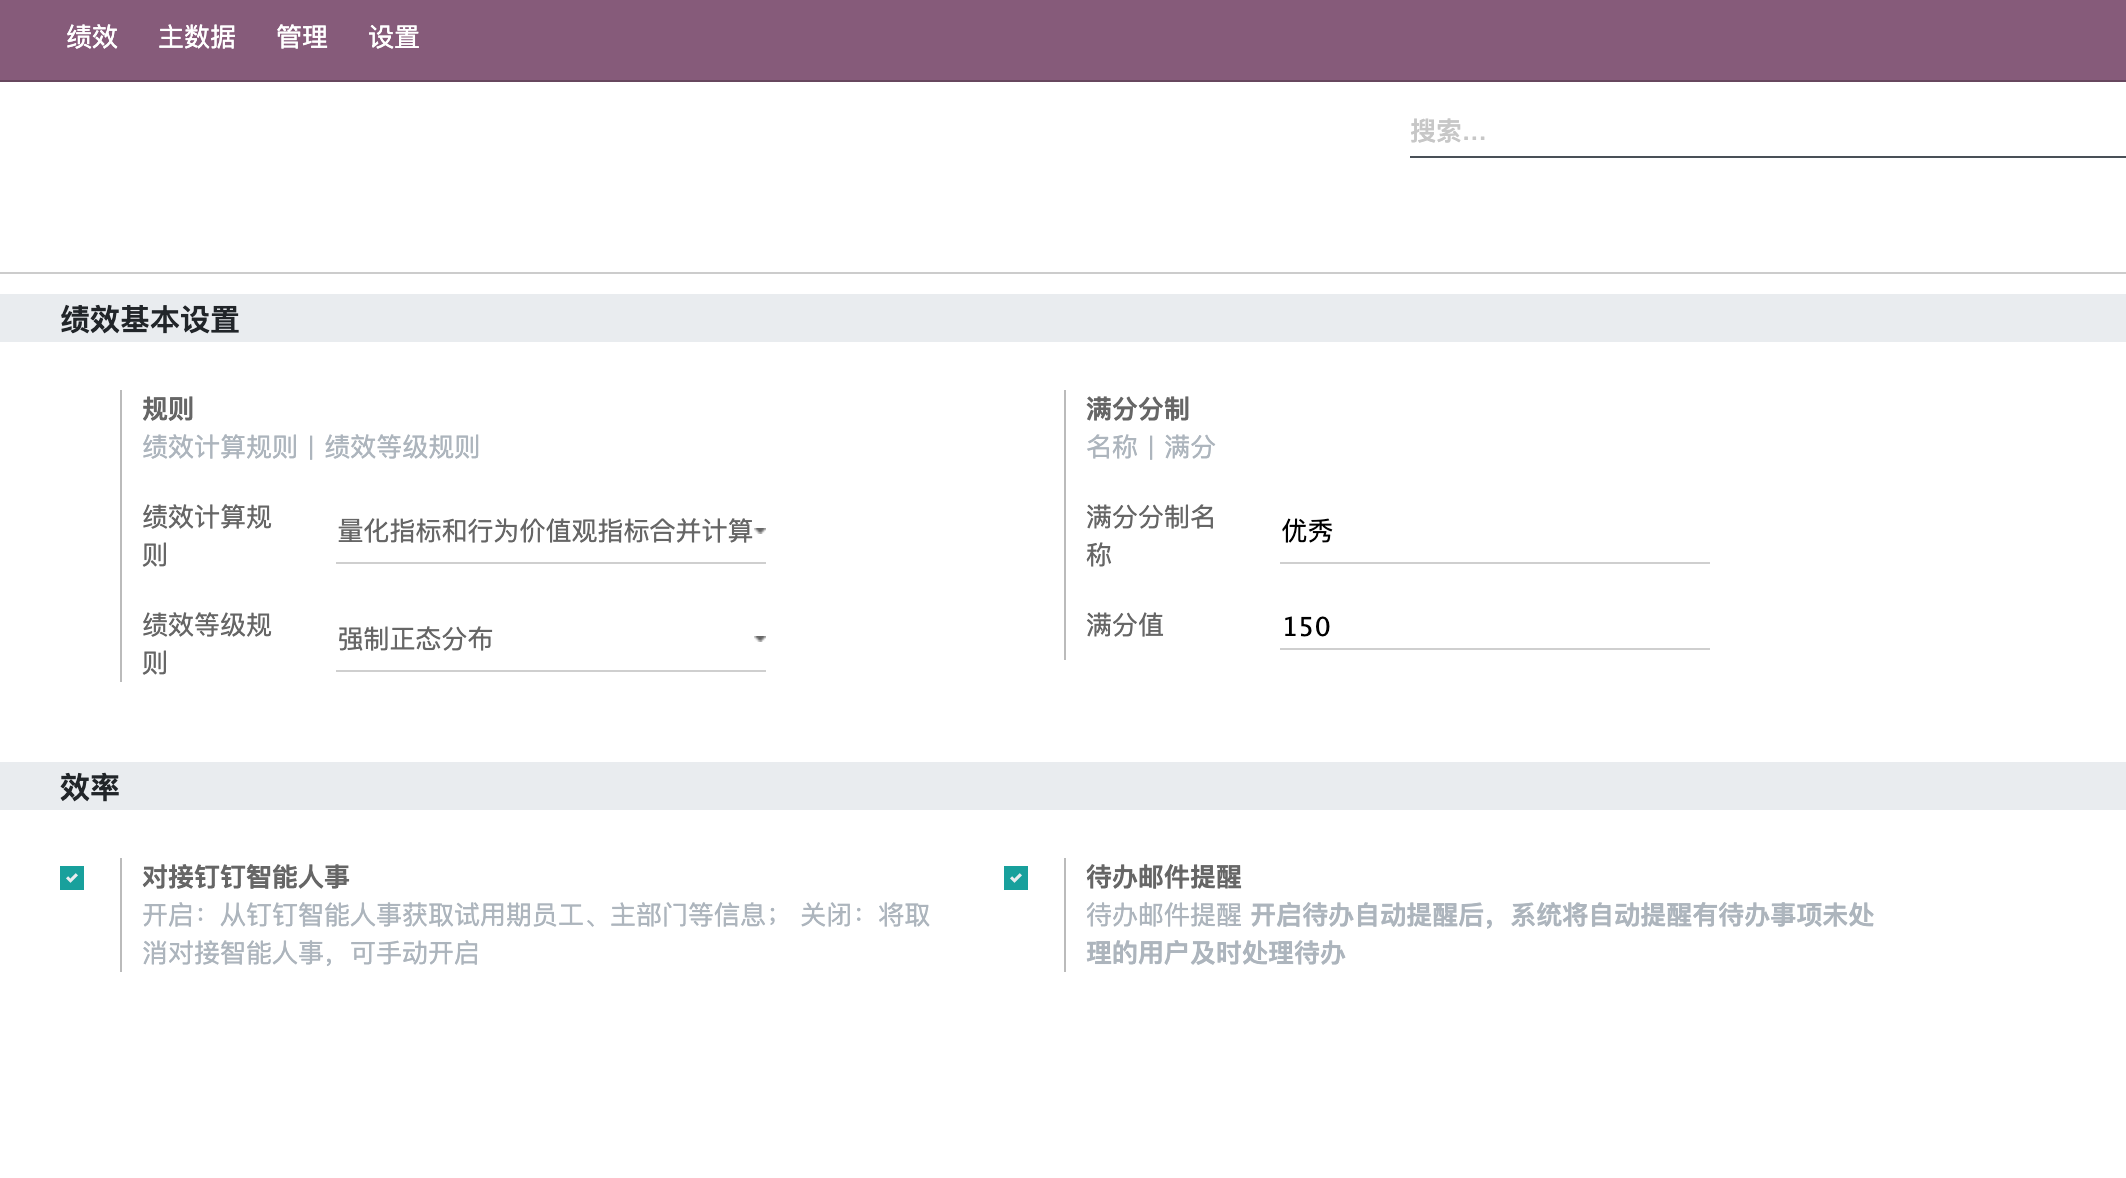 绩效 主数据 管理 设置
搜索...
绩效基本设置
规则
绩效计算规则 | 绩效等级规则
绩效计算规
则
量化指标和行为价值观指标合并计算
绩效等级规
则
强制正态分布
满分分制
名称 | 满分
满分分制名
称
优秀
满分值
150
效率
对接钉钉智能人事
开启：从钉钉智能人事获取试用期员工、主部门等信息； 关闭：将取
消对接智能人事，可手动开启
待办邮件提醒
待办邮件提醒 开启待办自动提醒后，系统将自动提醒有待办事项未处
理的用户及时处理待办